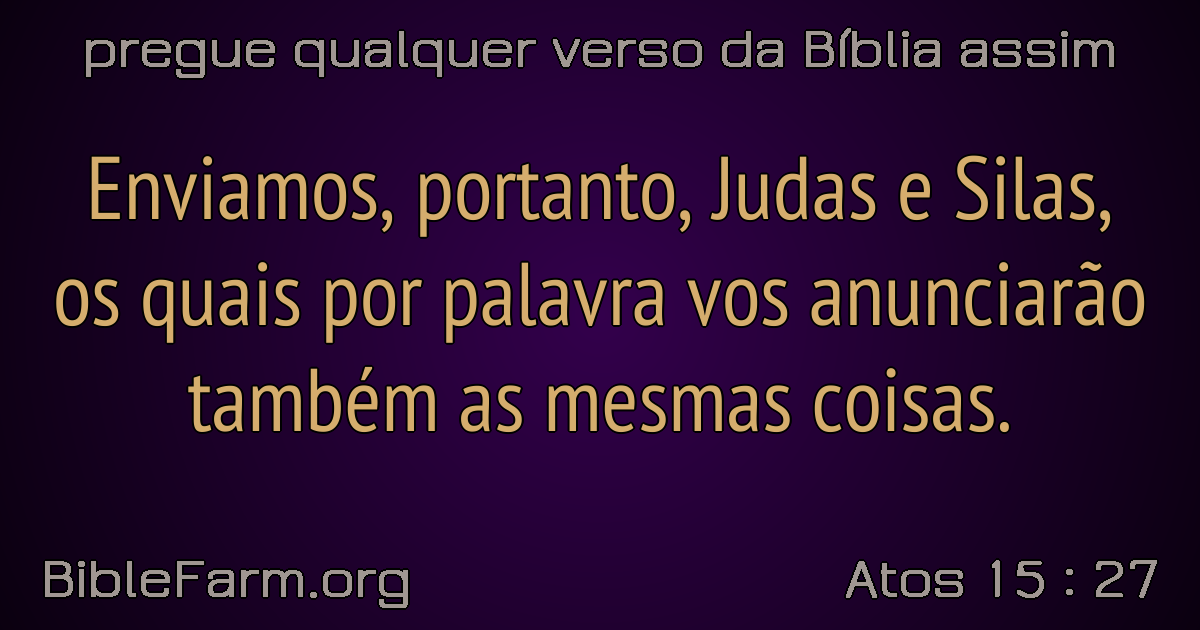 pregue qualquer verso da Bíblia assim
Enviamos, portanto, Judas e Silas,
os quais por palavra vos anunciarão
também as mesmas coisas.
BibleFarm.org
Atos 15 : 27